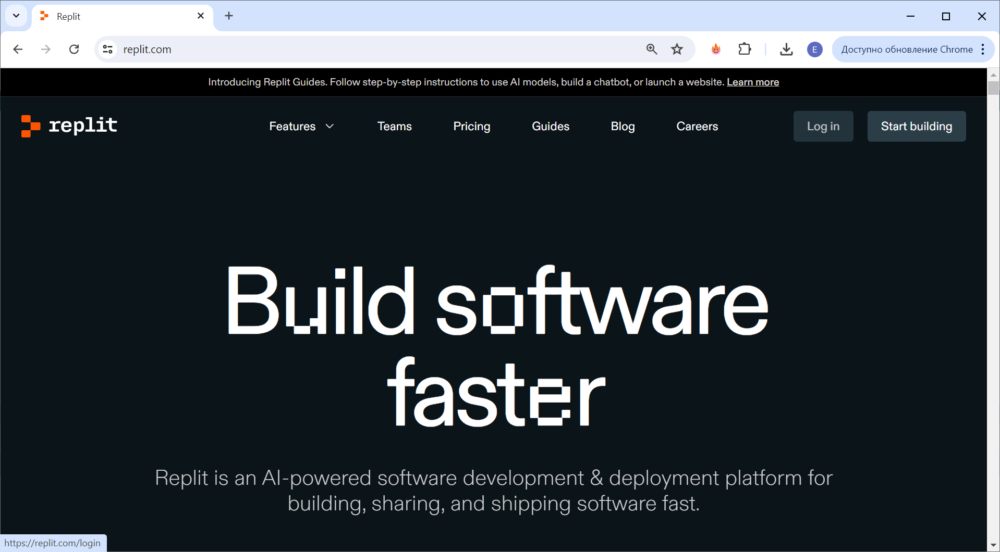 Replit
replit.com
E
Доступно обновление Chrome
Introducing Replit Guides. Follow step-by-step instructions to use AI models, build a chatbot, or launch a website. Learn more
replit
Features
Teams
Pricing
Guides
Blog
Careers
Log in
Start building
Build software
faster
Replit is an AI-powered software development & deployment platform for
building, sharing, and shipping software fast.
https://replit.com/login